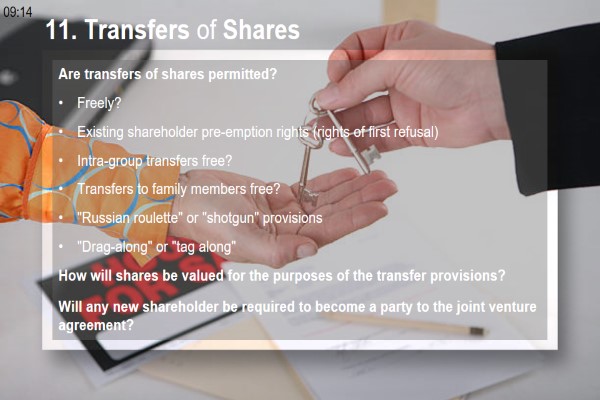 09:14
11. Transfers of Shares
Are transfers of shares permitted?
• Freely?
• Existing shareholder pre-emption rights (rights of first refusal)
• Intra-group transfers free?
• Transfers to family members free?
• "Russian roulette" or "shotgun" provisions
• "Drag-along" or "tag along"
How will shares be valued for the purposes of the transfer provisions?
Will any new shareholder be required to become a party to the joint venture
agreement?